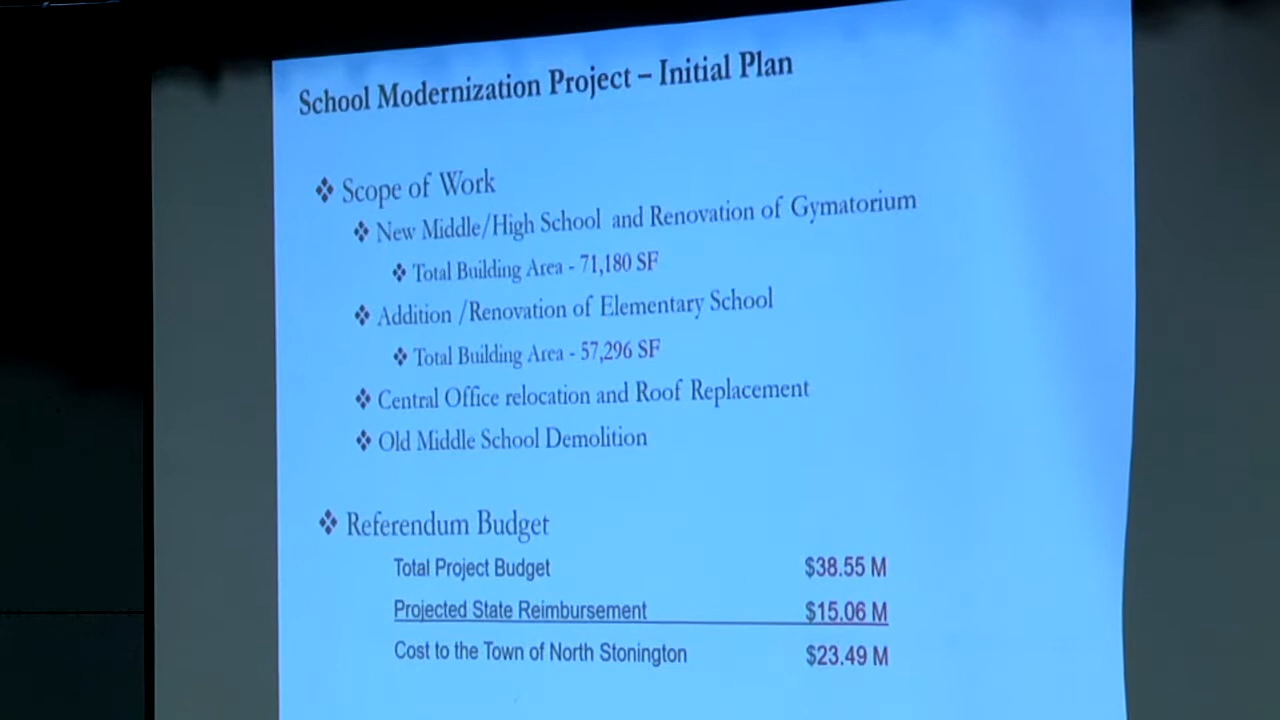 School Modernization Project – Initial Plan
❖ Scope of Work
❖ New Middle/High School and Renovation of Gymatorium
❖ Total Building Area - 71,180 SF
❖ Addition /Renovation of Elementary School
❖ Total Building Area - 57,296 SF
❖ Central Office relocation and Roof Replacement
❖ Old Middle School Demolition
❖ Referendum Budget
Total Project Budget $38.55 M
Projected State Reimbursement $15.06 M
Cost to the Town of North Stonington $23.49 M